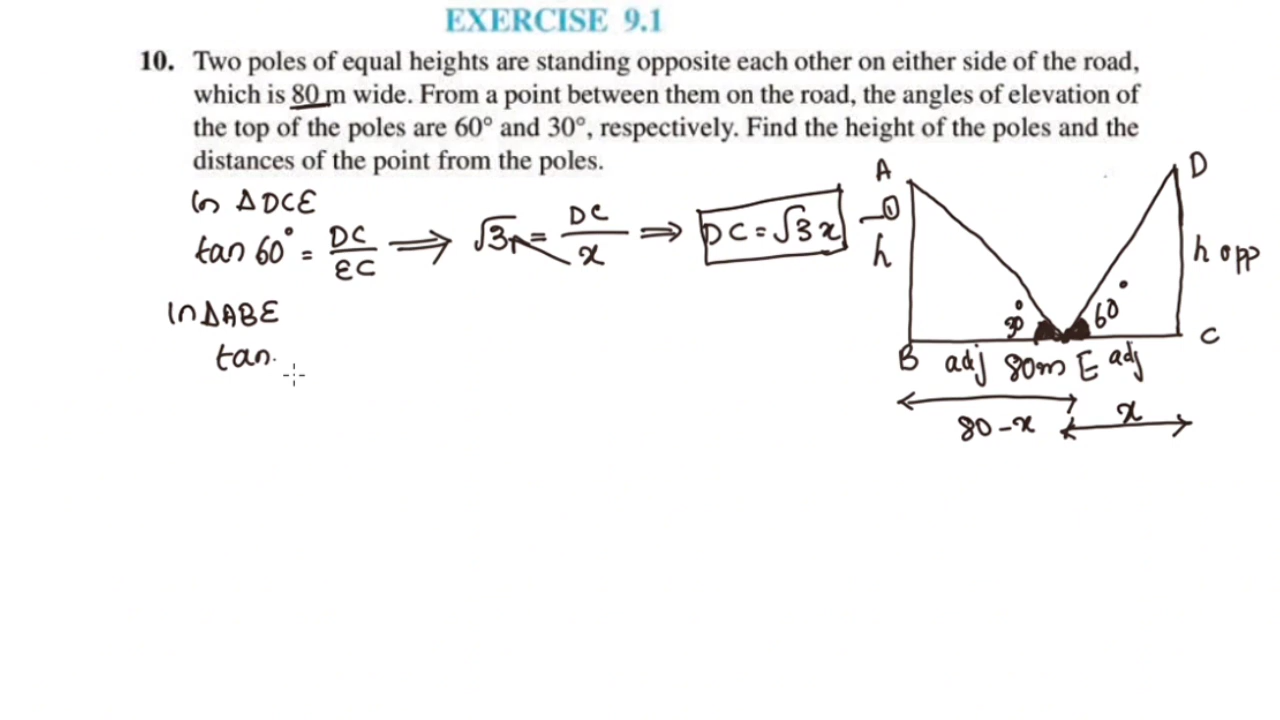 EXERCISE 9.1
10. Two poles of equal heights are standing opposite each other on either side of the road,
which is 80 m wide. From a point between them on the road, the angles of elevation of
the top of the poles are 60° and 30°, respectively. Find the height of the poles and the
distances of the point from the poles.
In ΔDCE
tan 60° = DC/EC ⟹ √3 = DC/x ⟹ DC = √3 x —①
In ΔABE
tan.
A
D
h
h opp
30°
60°
B adj 80m E adj
C
80-x
x